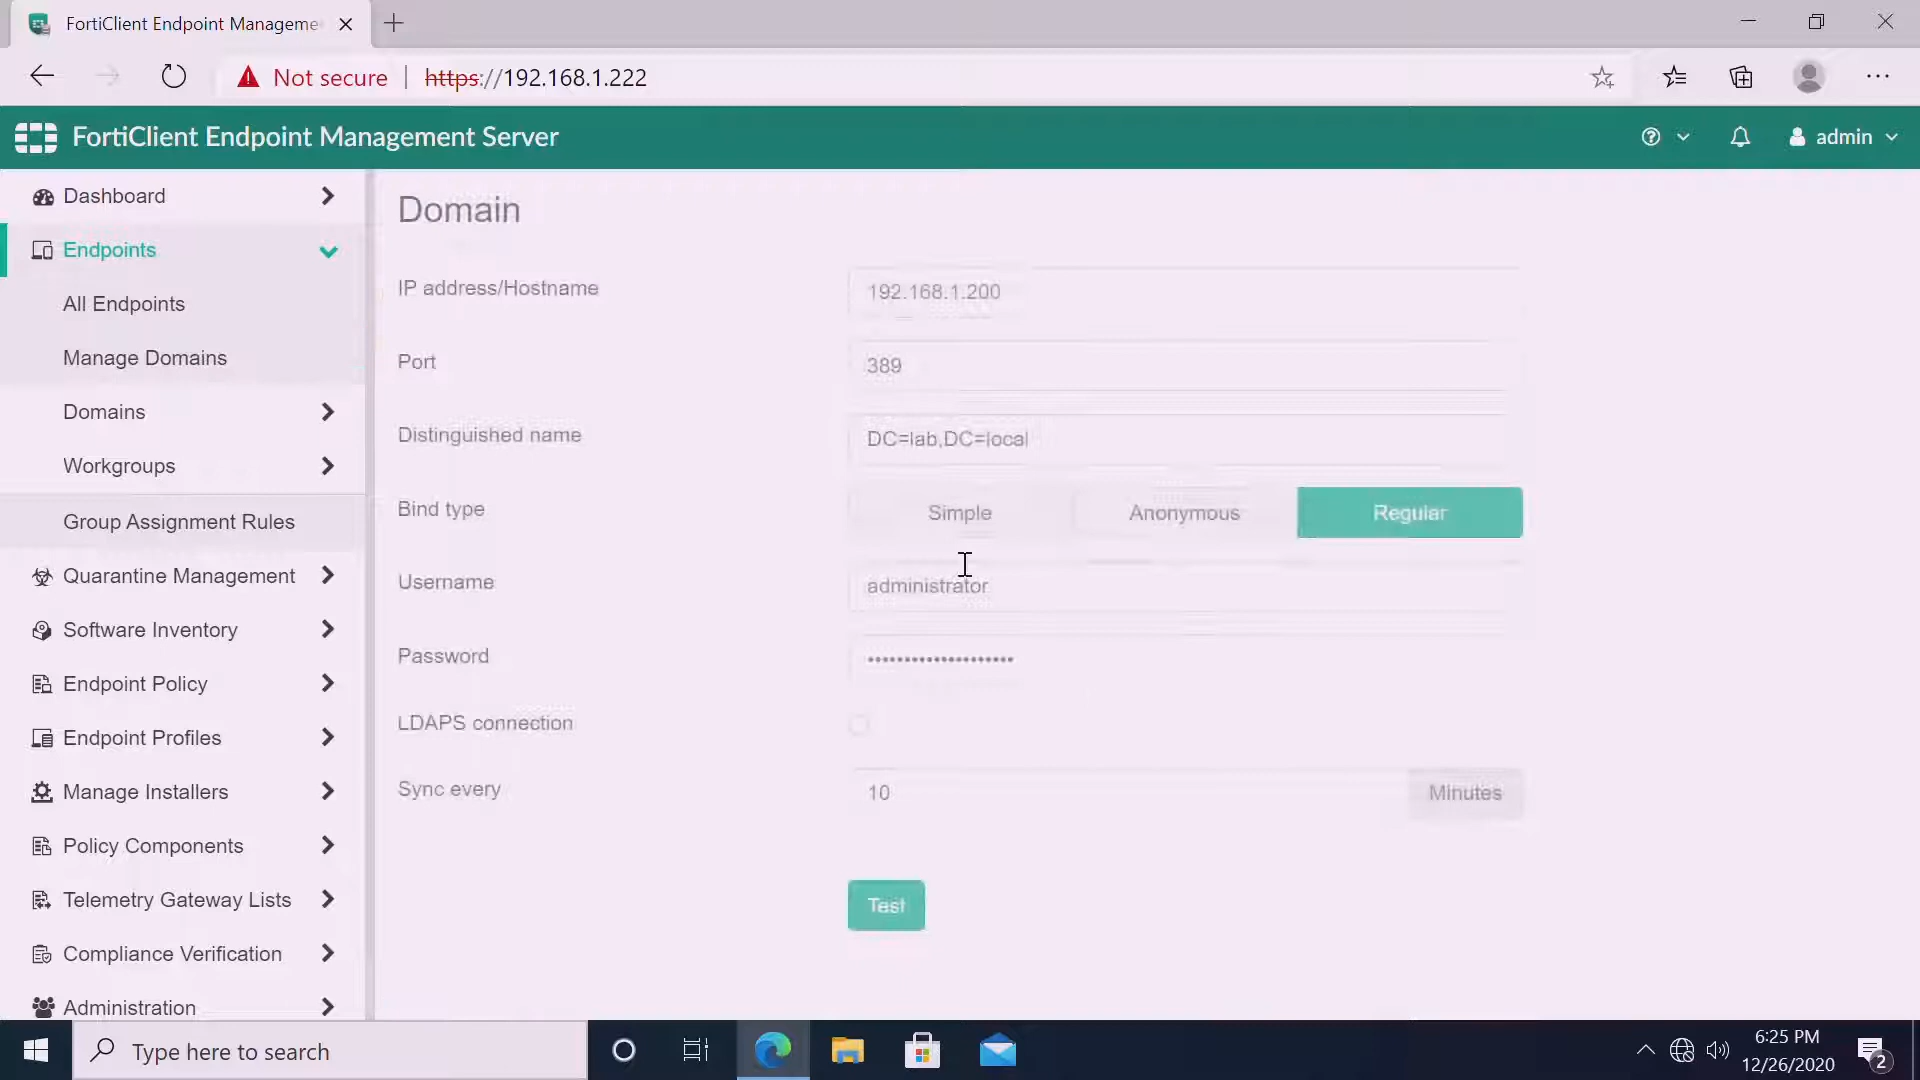 FortiClient Endpoint Manageme
Not secure
https://192.168.1.222
FortiClient Endpoint Management Server
admin
Dashboard
Endpoints
All Endpoints
Manage Domains
Domains
Workgroups
Group Assignment Rules
Quarantine Management
Software Inventory
Endpoint Policy
Endpoint Profiles
Manage Installers
Policy Components
Telemetry Gateway Lists
Compliance Verification
Administration
Domain
IP address/Hostname
192.168.1.200
Port
389
Distinguished name
DC=lab,DC=local
Bind type
Simple
Anonymous
Regular
Username
administrator
Password
••••••••••••••••••••
LDAPS connection
Sync every
10
Minutes
Test
Type here to search
6:25 PM
12/26/2020
2